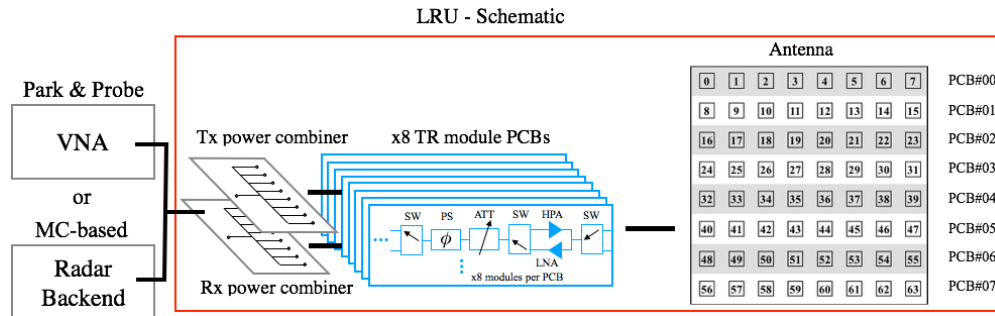 LRU - Schematic
Park & Probe
VNA
or
MC-based
Radar
Backend
Tx power combiner
Rx power combiner
x8 TR module PCBs
SW PS ATT SW HPA SW
ϕ
LNA
x8 modules per PCB
Antenna
0 1 2 3 4 5 6 7 PCB#00
8 9 10 11 12 13 14 15 PCB#01
16 17 18 19 20 21 22 23 PCB#02
24 25 26 27 28 29 30 31 PCB#03
32 33 34 35 36 37 38 39 PCB#04
40 41 42 43 44 45 46 47 PCB#05
48 49 50 51 52 53 54 55 PCB#06
56 57 58 59 60 61 62 63 PCB#07